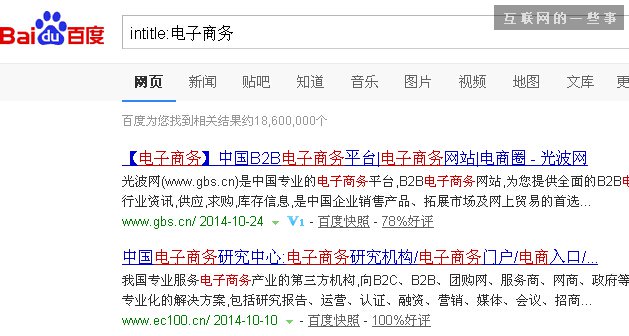 互联网的一些事
Bai du 百度
intitle:电子商务
网页 新闻 贴吧 知道 音乐 图片 视频 地图 文库
百度为您找到相关结果约18,600,000个
【电子商务】中国B2B电子商务平台|电子商务网站|电商圈 - 光波网
光波网(www.gbs.cn)是中国专业的电子商务平台,B2B电子商务网站,为您提供全面的B2B
行业资讯,供应,求购,库存信息,是中国企业销售产品、拓展市场及网上贸易的首选...
www.gbs.cn/ 2014-10-24 V1 - 百度快照 - 78%好评
中国电子商务研究中心:电子商务研究机构/电子商务门户/电商入口/...
我国专业服务电子商务产业的第三方机构,向B2C、B2B、团购网、服务商、网商、政府等
专业化的解决方案,包括研究报告、运营、认证、融资、营销、媒体、会议、招商...
www.ec100.cn/ 2014-10-10 - 百度快照 - 100%好评